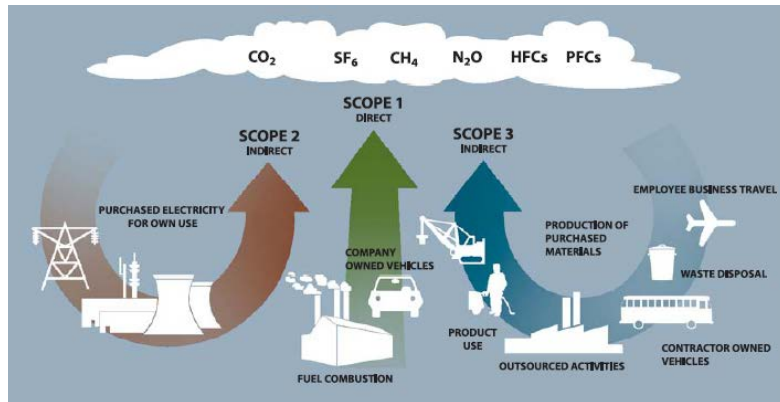 CO₂ SF₆ CH₄ N₂O HFCs PFCs
SCOPE 1
DIRECT
SCOPE 2
INDIRECT
SCOPE 3
INDIRECT
PURCHASED ELECTRICITY
FOR OWN USE
COMPANY
OWNED VEHICLES
FUEL COMBUSTION
PRODUCT
USE
PRODUCTION OF
PURCHASED
MATERIALS
OUTSOURCED ACTIVITIES
EMPLOYEE BUSINESS TRAVEL
WASTE DISPOSAL
CONTRACTOR OWNED
VEHICLES